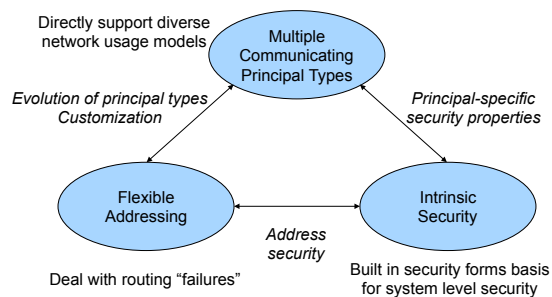 Directly support diverse
network usage models
Multiple
Communicating
Principal Types
Evolution of principal types
Customization
Principal-specific
security properties
Flexible
Addressing
Intrinsic
Security
Address
security
Deal with routing “failures”
Built in security forms basis
for system level security